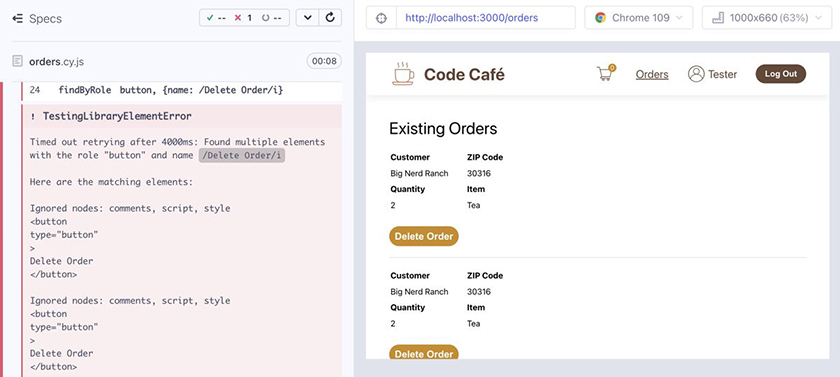 Specs
-- 1 --
http://localhost:3000/orders
Chrome 109
1000x660 (63%)
orders.cy.js
00:08
24 findByRole button, {name: /Delete Order/i}
! TestingLibraryElementError
Timed out retrying after 4000ms: Found multiple elements
with the role "button" and name /Delete Order/i
Here are the matching elements:
Ignored nodes: comments, script, style
<button
type="button"
>
Delete Order
</button>
Ignored nodes: comments, script, style
<button
type="button"
>
Delete Order
</button>
Code Café
0
Orders
Tester
Log Out
Existing Orders
Customer ZIP Code
Big Nerd Ranch 30316
Quantity Item
2 Tea
Delete Order
Customer ZIP Code
Big Nerd Ranch 30316
Quantity Item
2 Tea
Delete Order